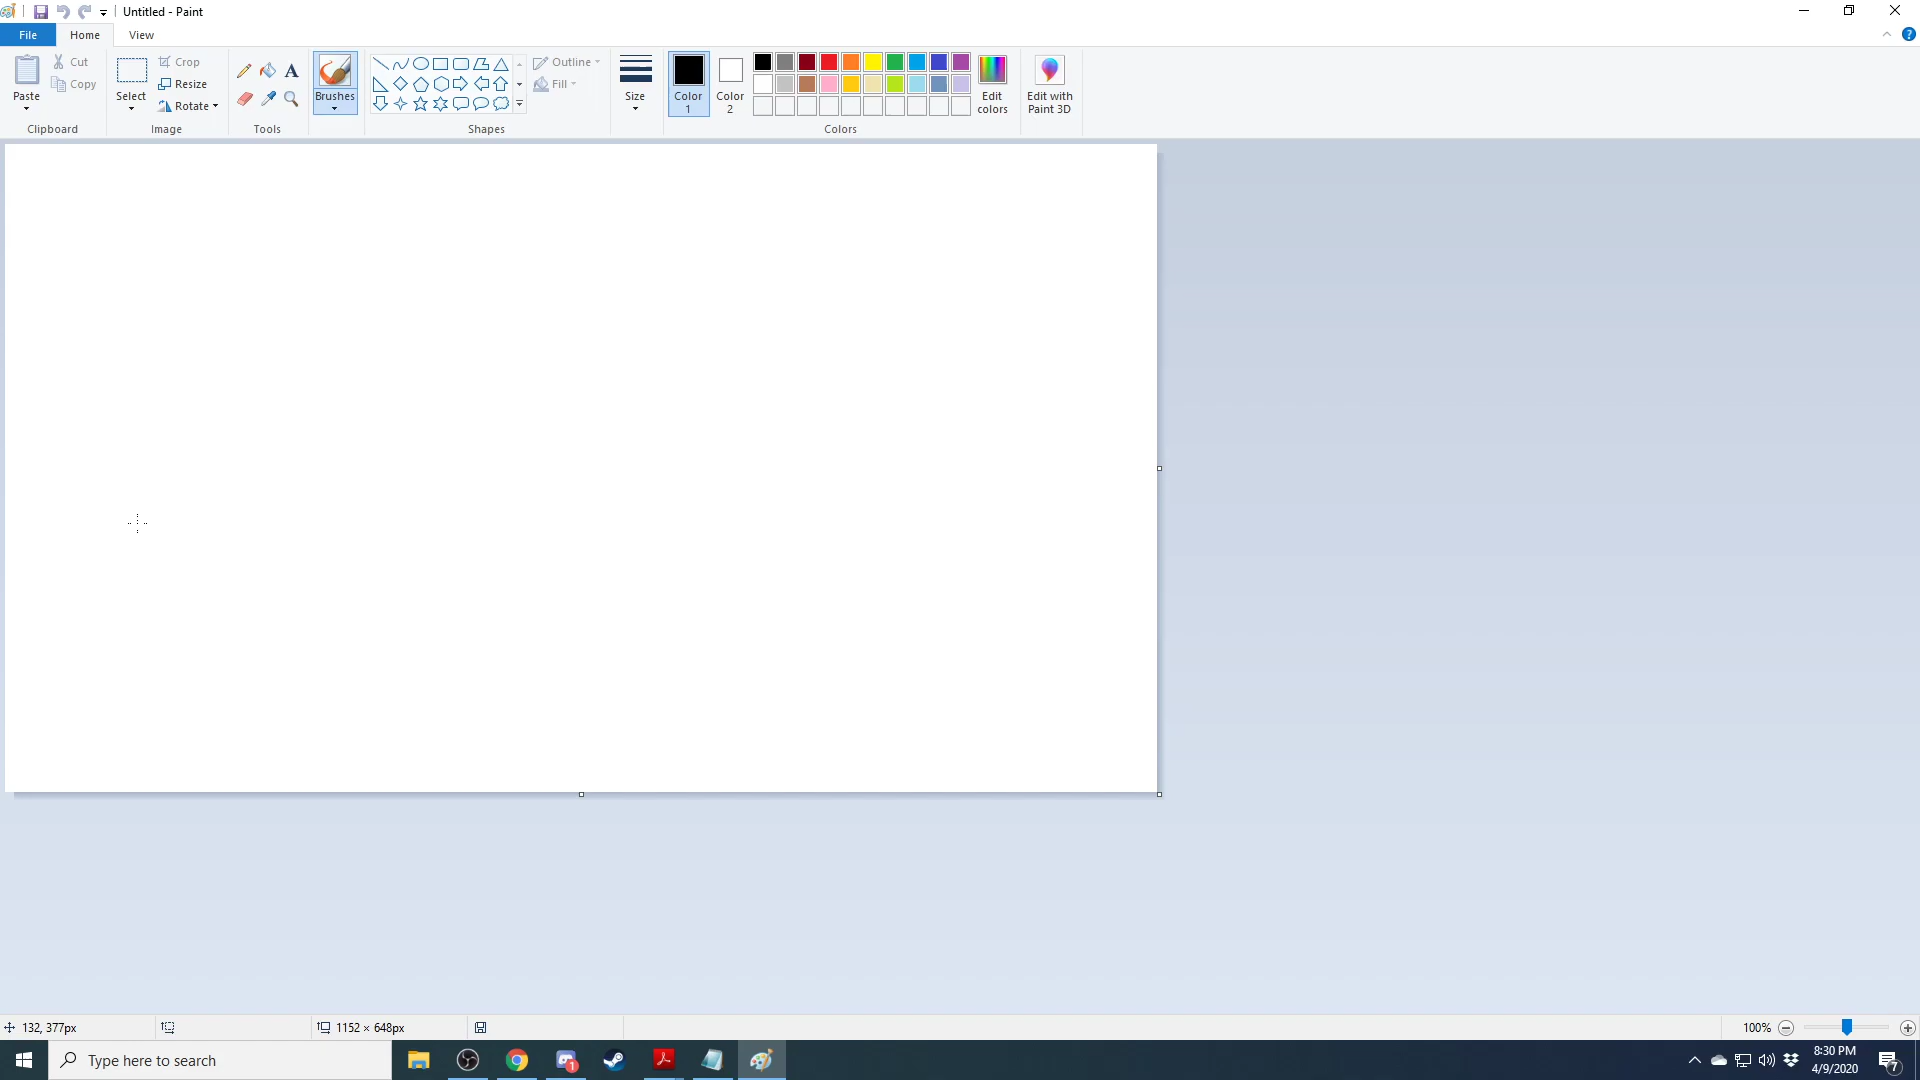 Untitled - Paint
File Home View
Paste Cut Copy
Clipboard
Select Crop Resize Rotate
Image
A
Tools
Brushes
Shapes
Outline
Fill
Size
Color 1
Color 2
Edit colors
Colors
Edit with Paint 3D
?
132, 377px
1152 × 648px
100%
Type here to search
1
8:30 PM
4/9/2020
7